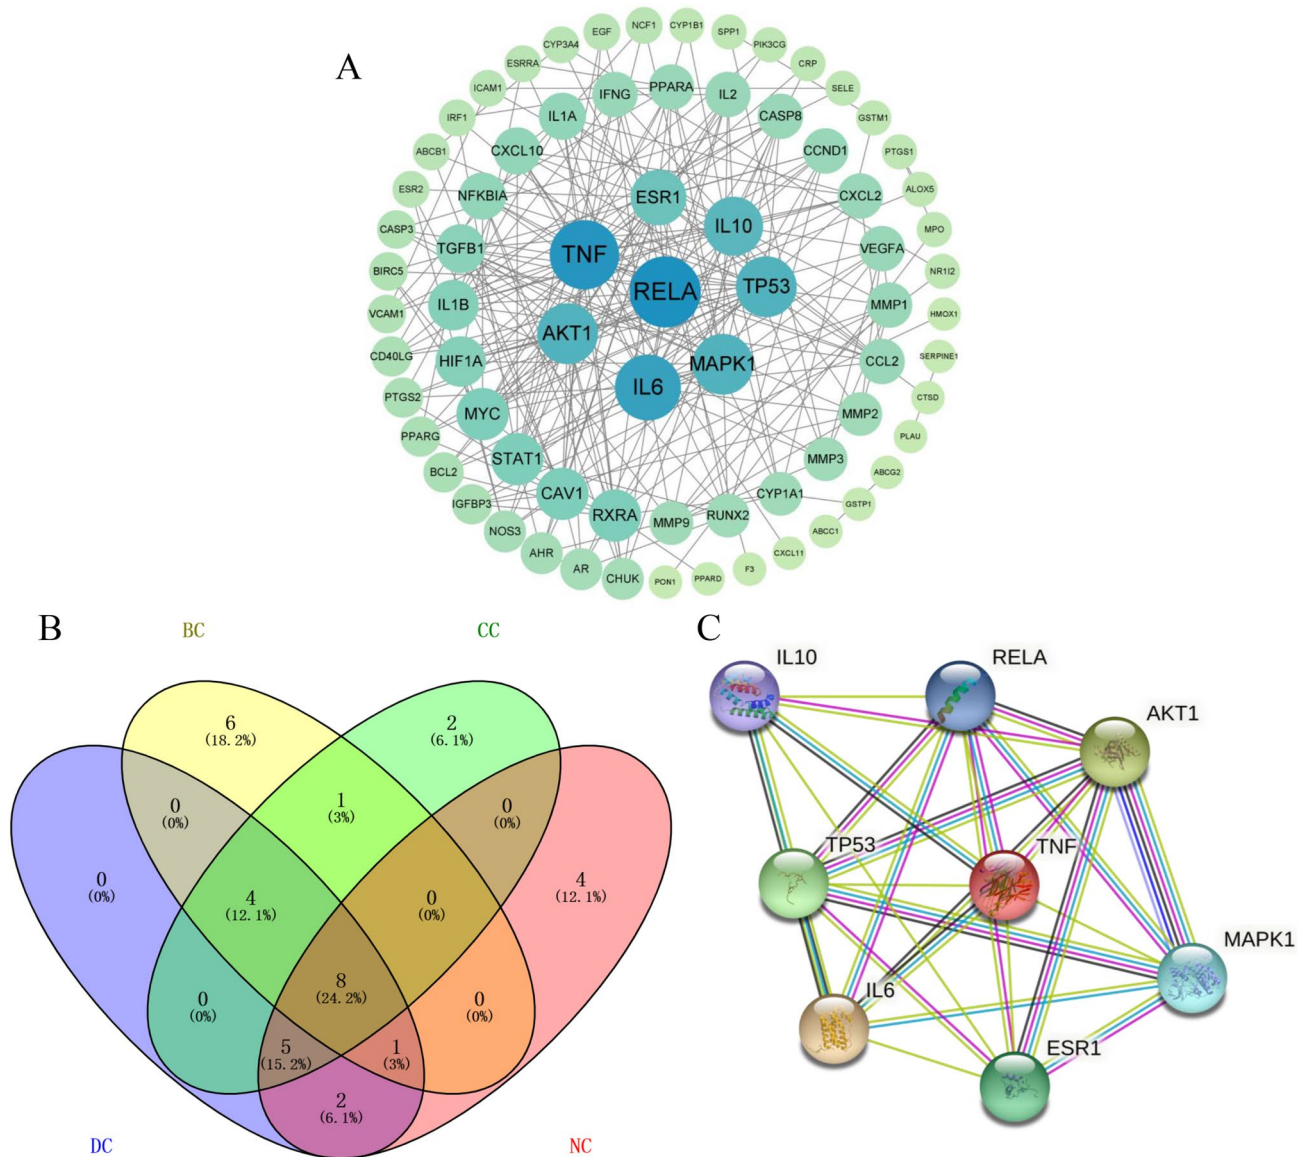 A
NCF1
CYP1B1
EGF
SPP1
CYP3A4
PIK3CG
ESRRA
CRP
ICAM1
SELE
IRF1
GSTM1
ABCB1
PTGS1
ESR2
ALOX5
CASP3
MPO
BIRC5
NR1I2
VCAM1
HMOX1
CD40LG
SERPINE1
PTGS2
CTSD
PPARG
PLAU
BCL2
ABCG2
IGFBP3
GSTP1
NOS3
ABCC1
AHR
CXCL11
AR
F3
CHUK
PON1
PPARD
PPARA
IFNG
IL2
IL1A
CASP8
CXCL10
CCND1
NFKBIA
CXCL2
TGFB1
VEGFA
IL1B
MMP1
HIF1A
CCL2
MYC
MMP2
STAT1
MMP3
CAV1
CYP1A1
RXRA
MMP9
RUNX2
ESR1
IL10
TNF
RELA
TP53
AKT1
MAPK1
IL6
B
BC
CC
6
(18.2%)
2
(6.1%)
0
(0%)
1
(3%)
0
(0%)
0
(0%)
4
(12.1%)
0
(0%)
4
(12.1%)
0
(0%)
8
(24.2%)
0
(0%)
5
(15.2%)
1
(3%)
2
(6.1%)
DC
NC
C
IL10
RELA
AKT1
TP53
TNF
MAPK1
IL6
ESR1